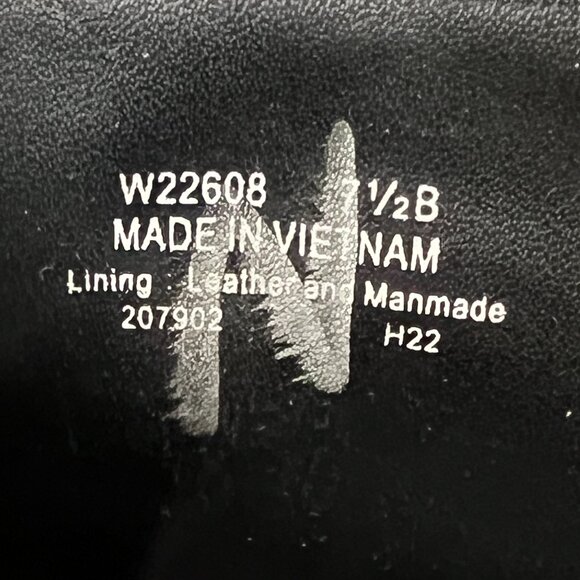 W22608 7 ½B
MADE IN VIETNAM
Lining : Leather and Manmade
207902 H22
N